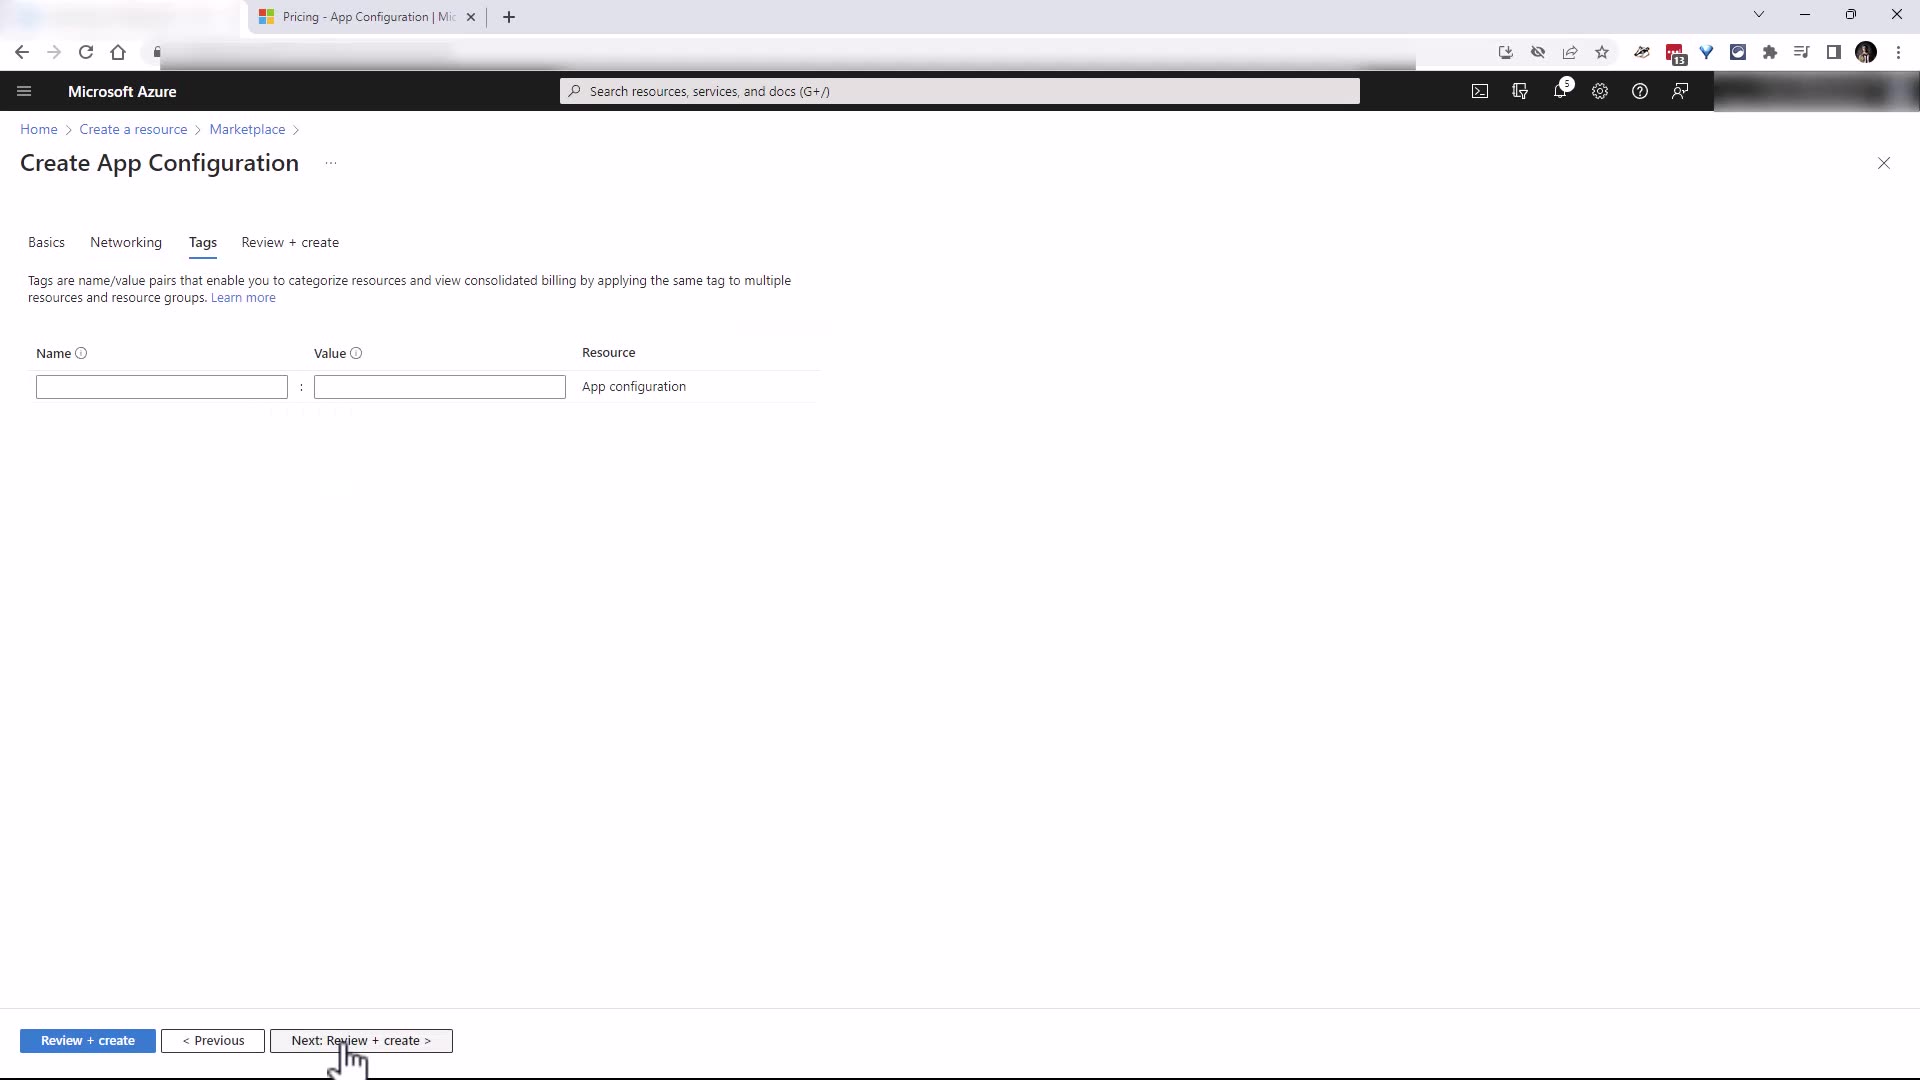 Pricing - App Configuration | Mic
13
Microsoft Azure
Search resources, services, and docs (G+/)
5
Home > Create a resource > Marketplace >
Create App Configuration ...
Basics
Networking
Tags
Review + create
Tags are name/value pairs that enable you to categorize resources and view consolidated billing by applying the same tag to multiple
resources and resource groups. Learn more
Name
Value
Resource
:
App configuration
Review + create
< Previous
Next: Review + create >